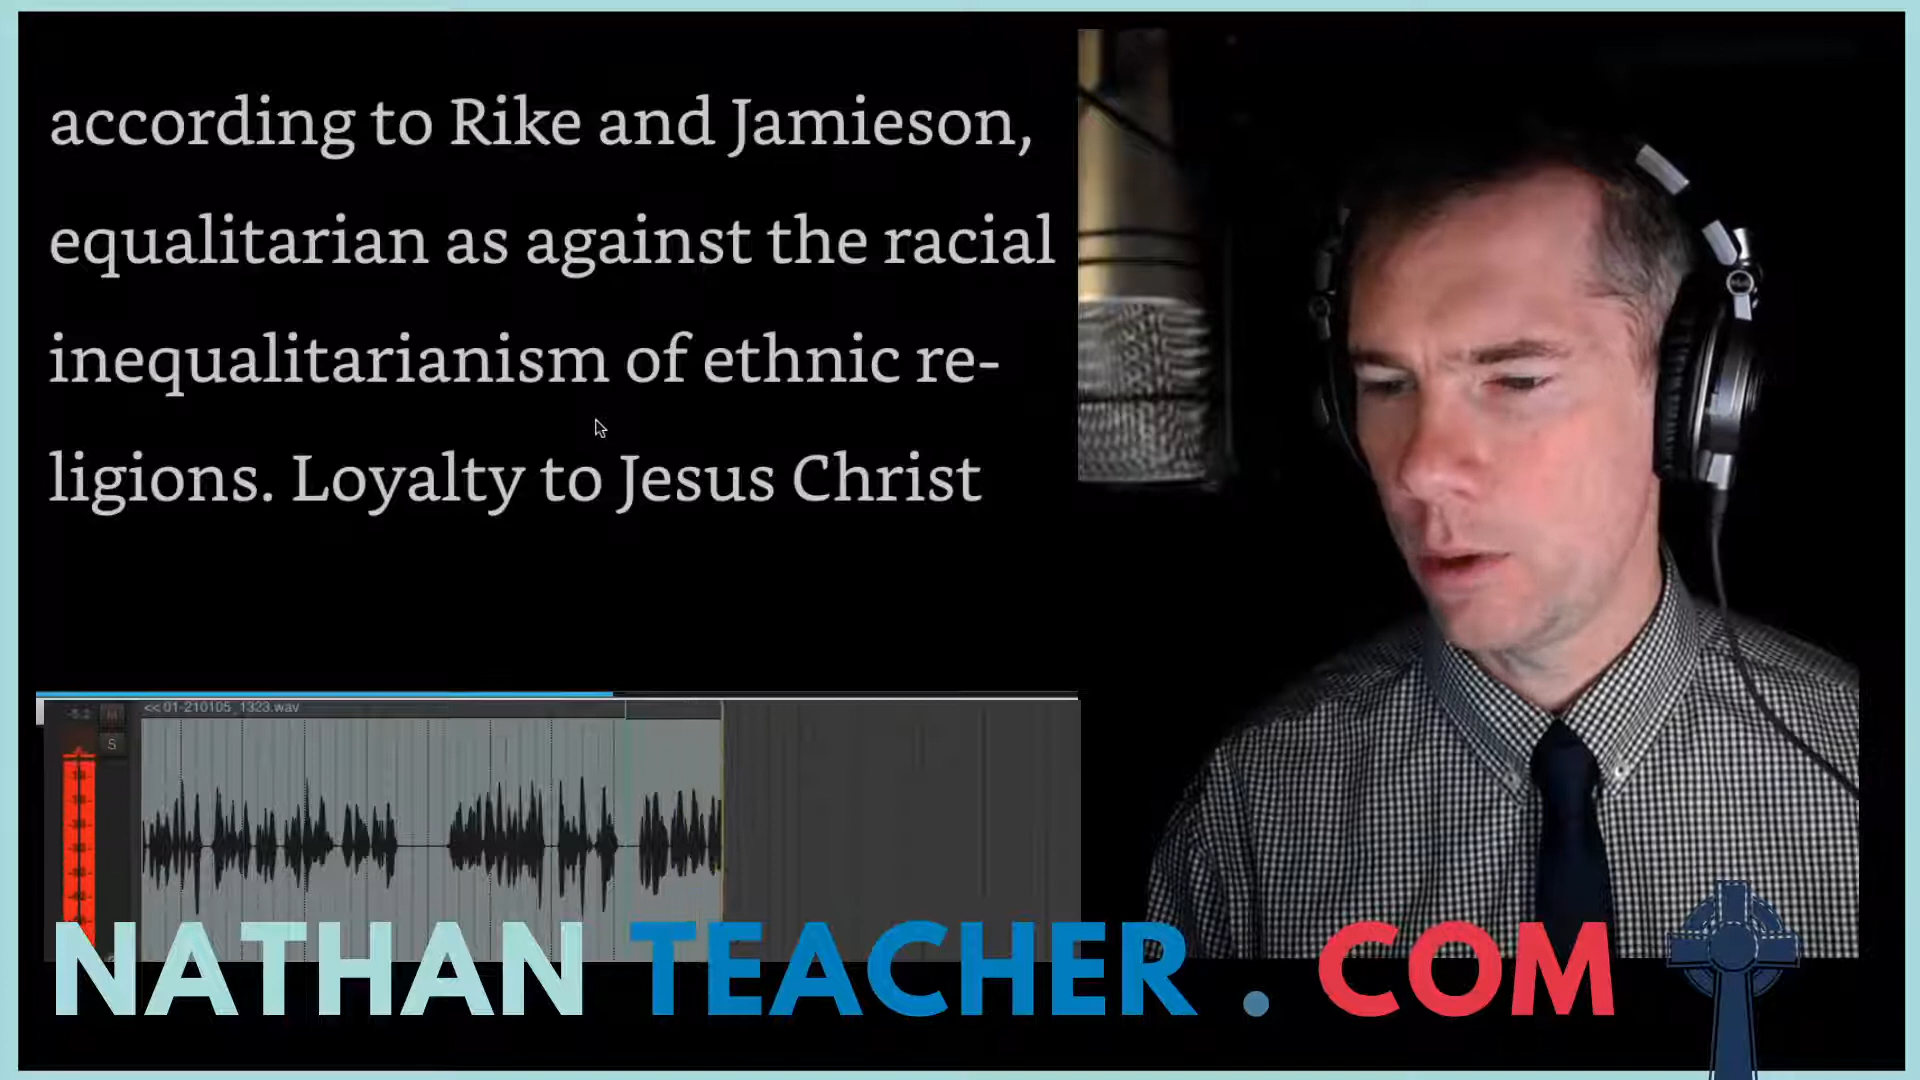 according to Rike and Jamieson,
equalitarian as against the racial
inequalitarianism of ethnic re-
ligions. Loyalty to Jesus Christ
<< 01-210105_1323.wav
M
S
NATHAN TEACHER . COM